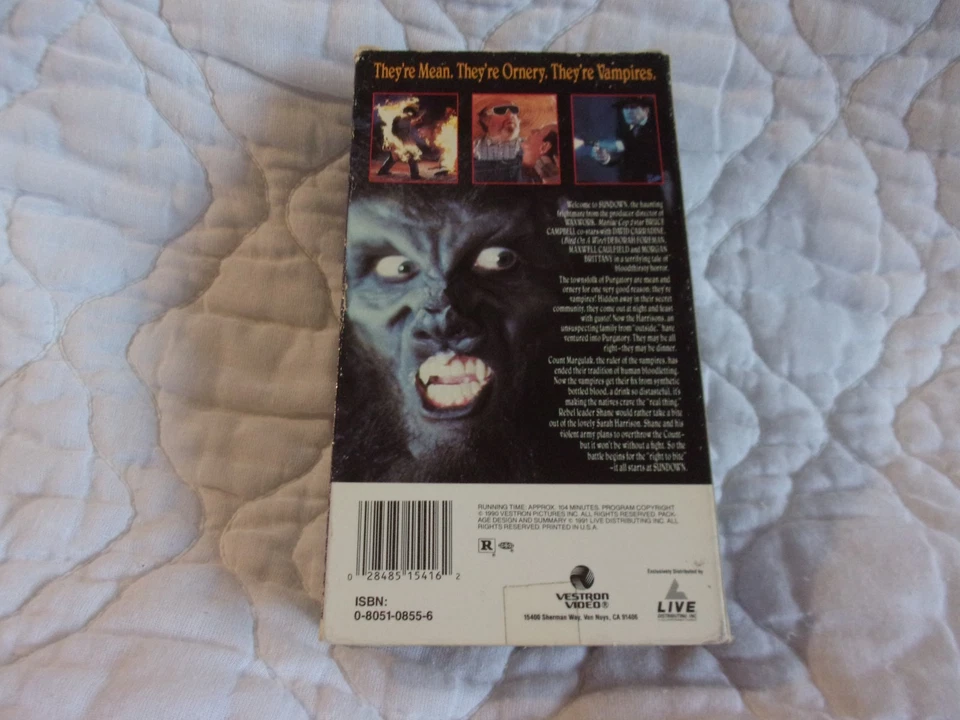 They're Mean. They're Ornery. They're Vampires.
Welcome to SUNDOWN, the haunting
nightmare from the producer director of
WAXWORK. Maniac Cop 2 star BRUCE
CAMPBELL co-stars with DAVID CARRADINE,
(Bird On A Wire) DEBORAH FOREMAN,
MAXWELL CAULFIELD and MORGAN
BRITTANY in a terrifying tale of
bloodthirsty horror.
The townsfolk of Purgatory are mean and
ornery for one very good reason: they're
vampires! Hidden away in their secret
community, they come out at night and feast
with gusto! Now the Harrisons, an
unsuspecting family from "outside," have
ventured into Purgatory. They may be all
right–they may be dinner.
Count Margulak, the ruler of the vampires, has
ended their tradition of human bloodletting.
Now the vampires get their fix from synthetic
bottled blood, a drink so distasteful, it's
making the natives crave the "real thing."
Rebel leader Shane would rather take a bite
out of the lovely Sarah Harrison. Shane and his
violent army plans to overthrow the Count–
but it won't be without a fight. So the
battle begins for the "right to bite"
–it all starts at SUNDOWN.
RUNNING TIME: APPROX. 104 MINUTES. PROGRAM COPYRIGHT
© 1990 VESTRON PICTURES INC. ALL RIGHTS RESERVED. PACK-
AGE DESIGN AND SUMMARY © 1991 LIVE DISTRIBUTING INC. ALL
RIGHTS RESERVED. PRINTED IN U.S.A.
R
0 28485 15416 2
ISBN:
0-8051-0855-6
VESTRON
VIDEO®
15400 Sherman Way, Van Nuys, CA 91406
Exclusively Distributed by
LIVE
DISTRIBUTING INC